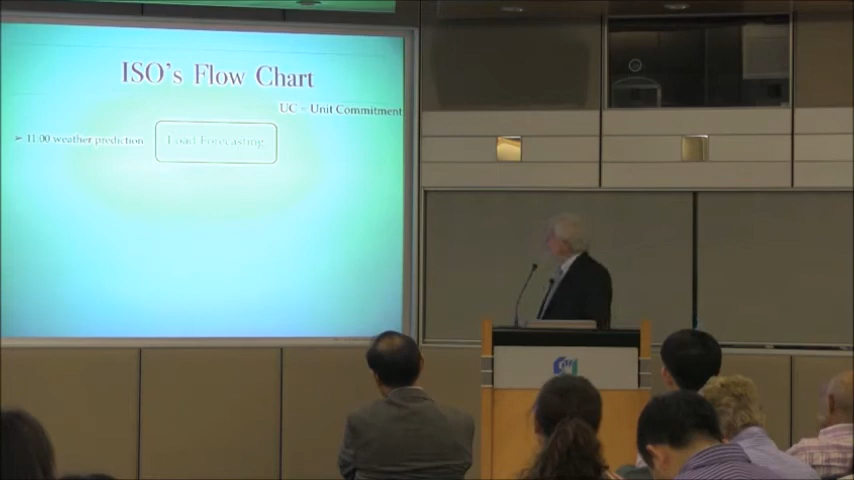 ISO's Flow Chart
UC - Unit Commitment
➢ 11:00 weather prediction
Load Forecasting